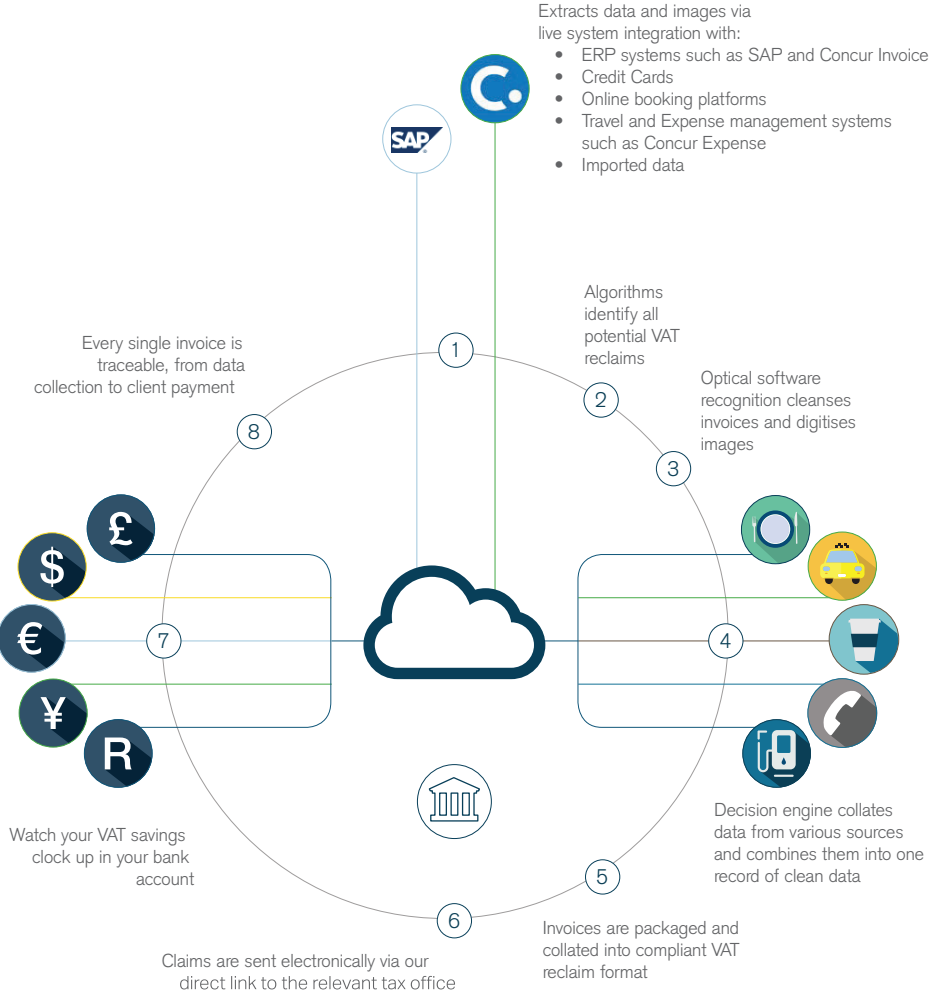 Extracts data and images via
live system integration with:
• ERP systems such as SAP and Concur Invoice
• Credit Cards
• Online booking platforms
• Travel and Expense management systems
such as Concur Expense
• Imported data
C.
SAP
1
Algorithms
identify all
potential VAT
reclaims
2
Optical software
recognition cleanses
invoices and digitises
images
3
4
Decision engine collates
data from various sources
and combines them into one
record of clean data
5
Invoices are packaged and
collated into compliant VAT
reclaim format
6
Claims are sent electronically via our
direct link to the relevant tax office
7
£
$
€
¥
R
Watch your VAT savings
clock up in your bank
account
8
Every single invoice is
traceable, from data
collection to client payment